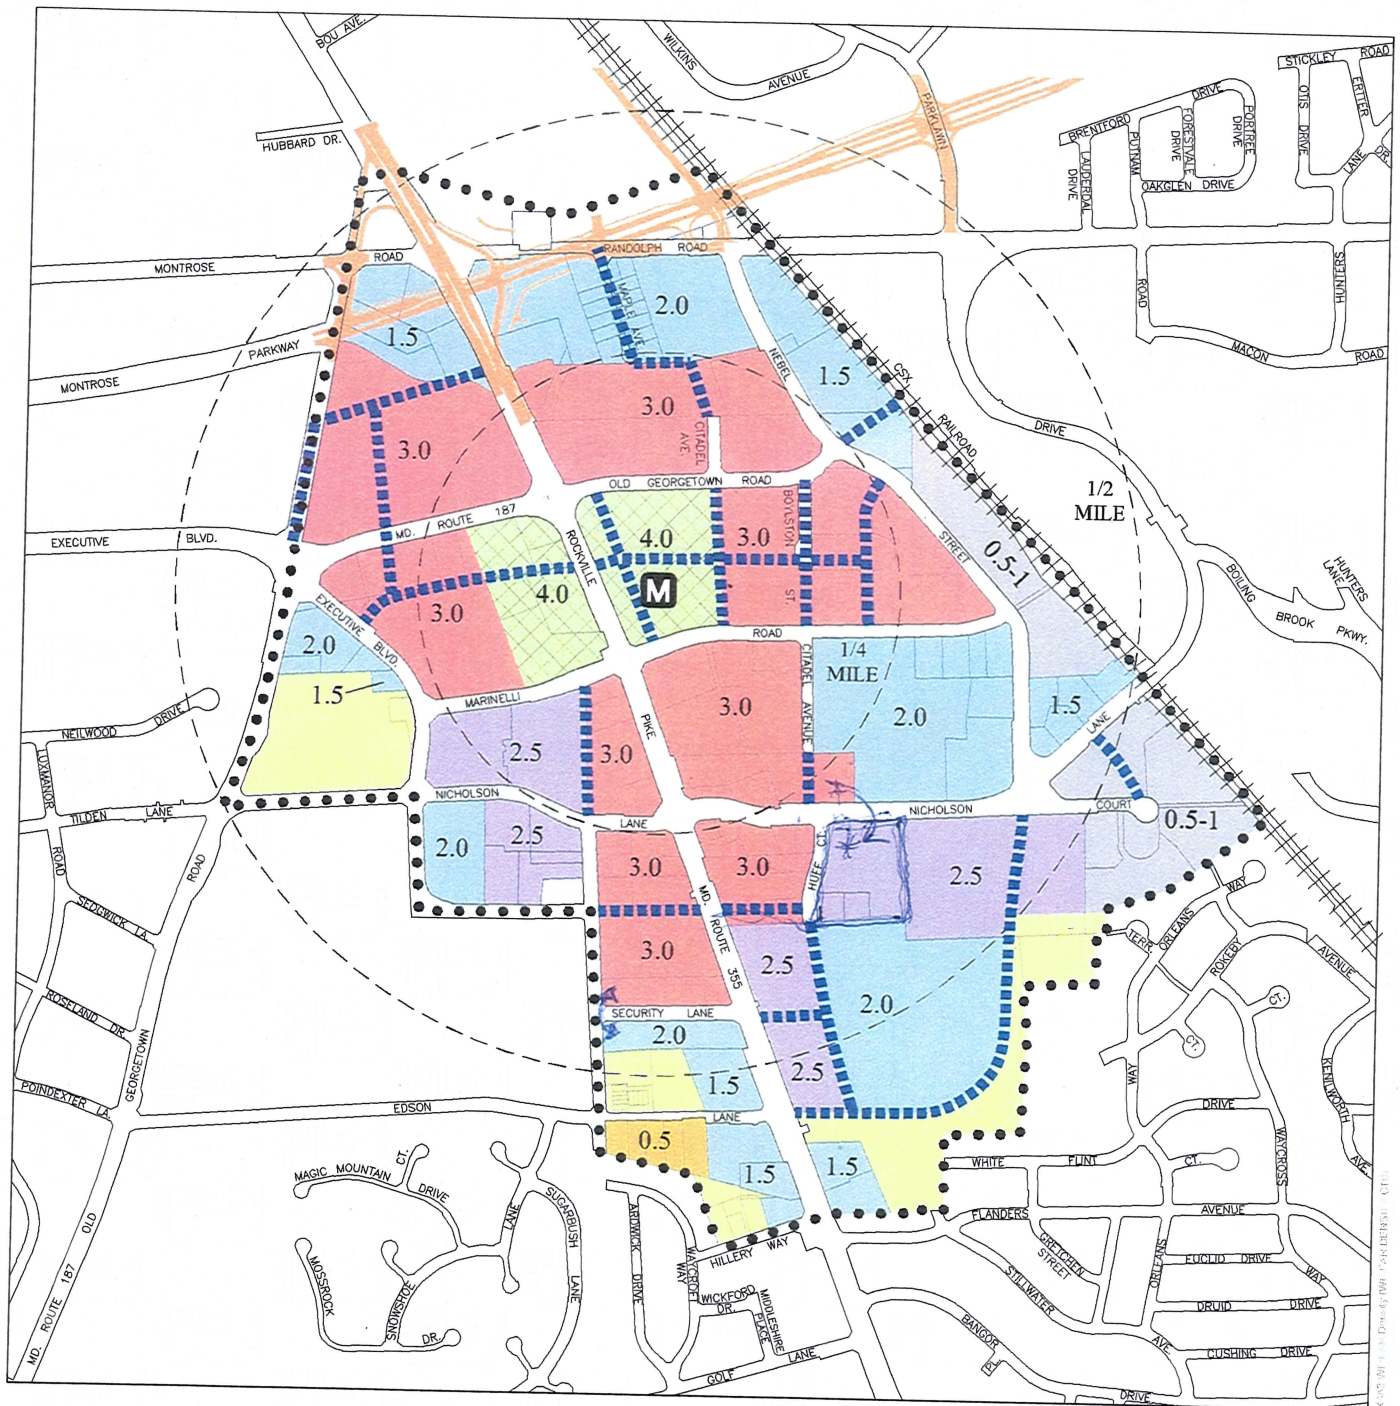 BOU AVE.
WILKINS
AVENUE
STICKLEY ROAD
HUBBARD DR.
PARKLAWN
BRENTFORD
DRIVE
PUTNAM
FORESTVALE
DRIVE
PORTREE
DRIVE
OTIS DRIVE
ERTTER
LANE
DR.
LAUDERDAL
DRIVE
OAKGLEN DRIVE
MONTROSE
ROAD
RANDOLPH ROAD
MAPLE AVE.
2.0
1.5
PARKWAY
MONTROSE
NEBEL
1.5
CSX
RAILROAD
ROAD
HUNTERS
MACON
ROAD
3.0
3.0
CITADEL
AVE.
DRIVE
OLD GEORGETOWN ROAD
1/2
MILE
EXECUTIVE BLVD.
MD. ROUTE 187
ROCKVILLE
4.0
3.0
BOYLSTON
ST.
STREET
0.5-1
M
4.0
3.0
BOILING
BROOK PKWY.
HUNTERS
LANE
EXECUTIVE BLVD.
2.0
ROAD
1/4
MILE
1.5
MARINELLI
CITADEL
AVENUE
3.0
2.0
1.5
LANE
NEILWOOD
DRIVE
PIKE
2.5
3.0
LUXMANOR
ROAD
TILDEN LANE
NICHOLSON
LANE
NICHOLSON
COURT
0.5-1
2.0
2.5
3.0
3.0
HUFF CT.
2.5
ROAD
MD. ROUTE 355
SEDGWICK LA.
WAY
ORLEANS
TERR.
ROKEBY
AVENUE
3.0
2.5
2.0
ROSELAND DR.
SECURITY LANE
CT.
2.0
CT.
GEORGETOWN
1.5
2.5
WAY
KENILWORTH
AVE.
POINDEXTER LA.
EDSON
LANE
DRIVE
0.5
WAYCROSS
1.5
1.5
WHITE FLINT
CT.
MAGIC MOUNTAIN
CT.
DRIVE
LANE
SUGARBUSH
LANE
ARDWICK
DRIVE
WAYCROFT
WAY
HILLERY WAY
FLANDERS
AVENUE
OLD
MD. ROUTE 187
GRETCHEN
STREET
ORLEANS
EUCLID DRIVE
WAY
MOSSROCK
SNOWSHOE
DR.
WICKFORD
DR.
MIDDLESHIRE
PLACE
STILLWATER
AVE.
DRUID DRIVE
BANGOR
PL.
CUSHING DRIVE
GOLF LANE
DRIVE